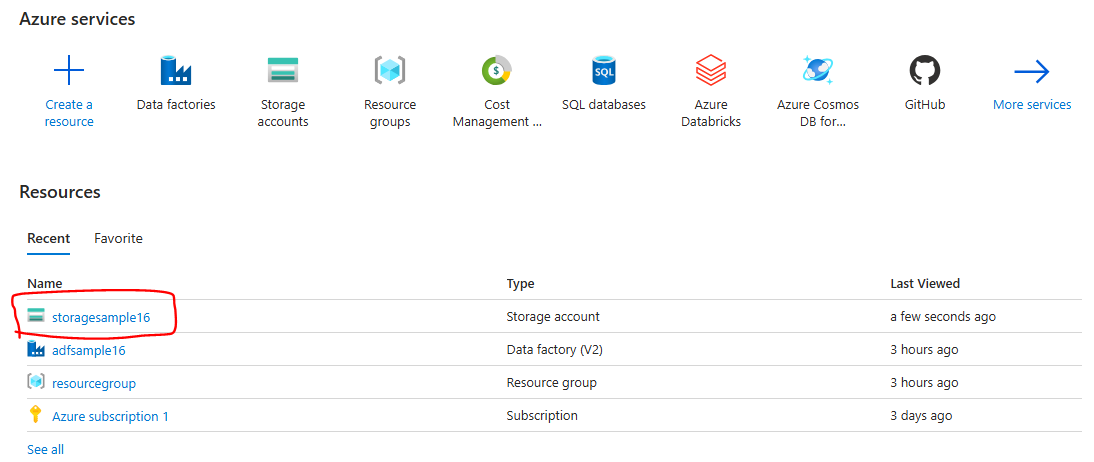 Azure services
Create a resource
Data factories
Storage accounts
Resource groups
Cost Management ...
SQL
SQL databases
Azure Databricks
Azure Cosmos DB for...
GitHub
More services
Resources
Recent Favorite
Name Type Last Viewed
storagesample16 Storage account a few seconds ago
adfsample16 Data factory (V2) 3 hours ago
resourcegroup Resource group 3 hours ago
Azure subscription 1 Subscription 3 days ago
See all